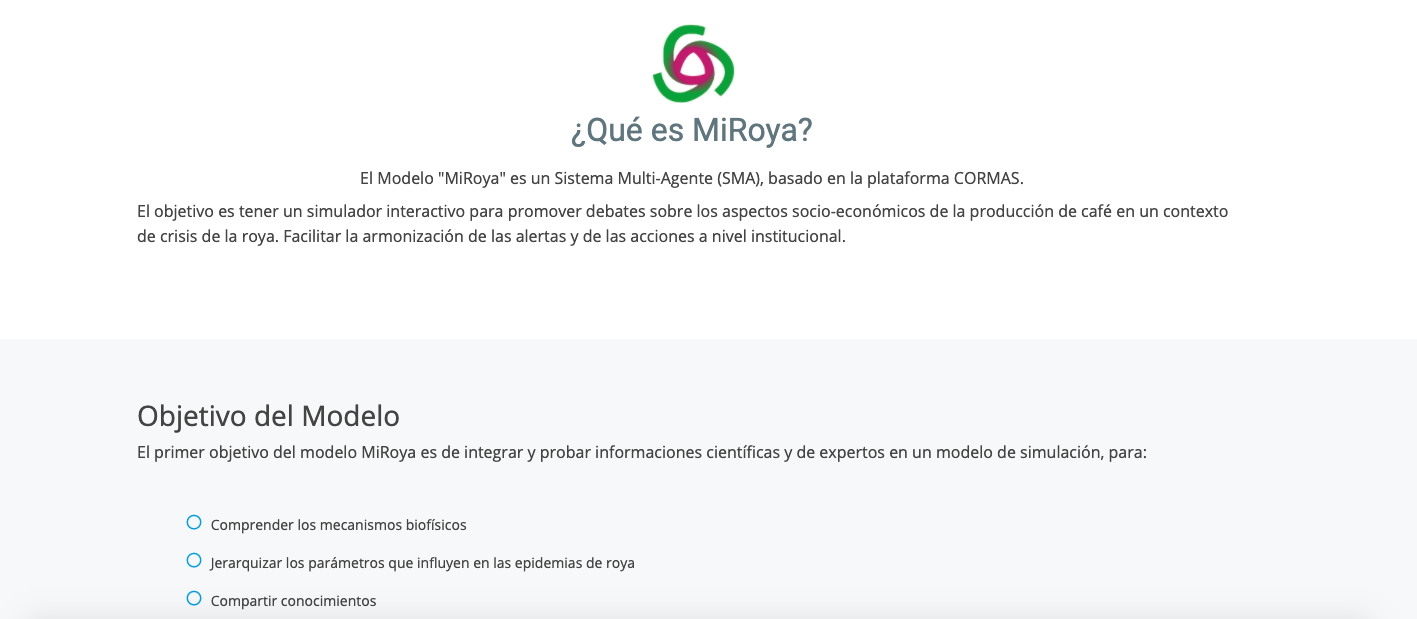 ¿Qué es MiRoya?
El Modelo "MiRoya" es un Sistema Multi-Agente (SMA), basado en la plataforma CORMAS.
El objetivo es tener un simulador interactivo para promover debates sobre los aspectos socio-económicos de la producción de café en un contexto
de crisis de la roya. Facilitar la armonización de las alertas y de las acciones a nivel institucional.
Objetivo del Modelo
El primer objetivo del modelo MiRoya es de integrar y probar informaciones científicas y de expertos en un modelo de simulación, para:
Comprender los mecanismos biofísicos
Jerarquizar los parámetros que influyen en las epidemias de roya
Compartir conocimientos